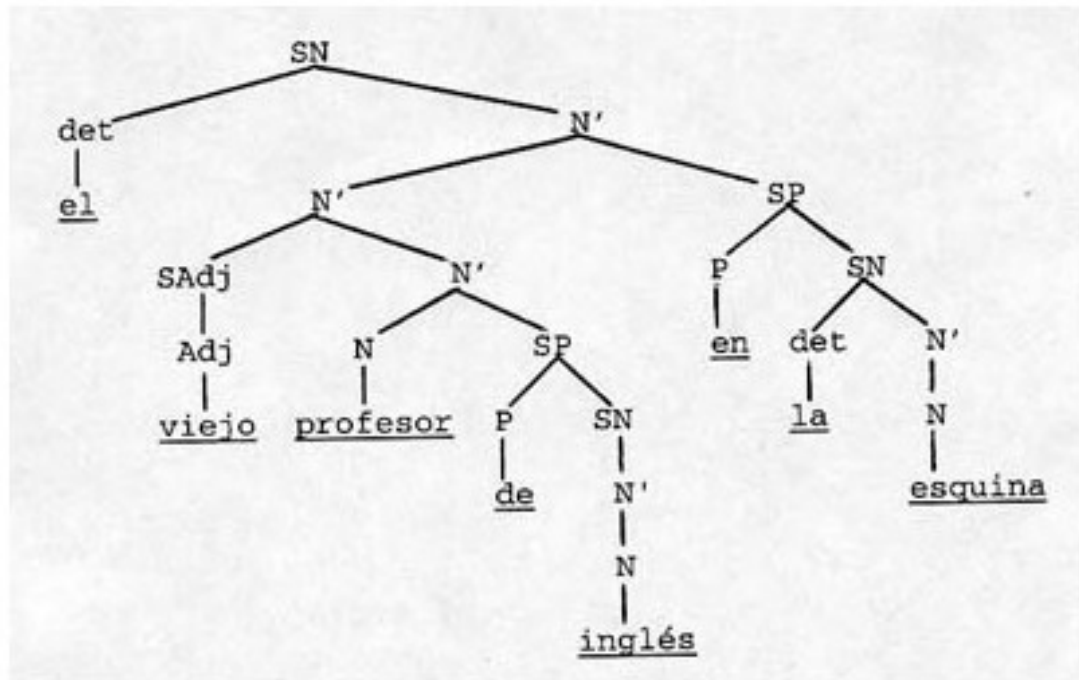 SN
det N'
el N' SP
SAdj N' P SN
Adj N SP en det N'
viejo profesor P SN la N
de N' esquina
N
inglés